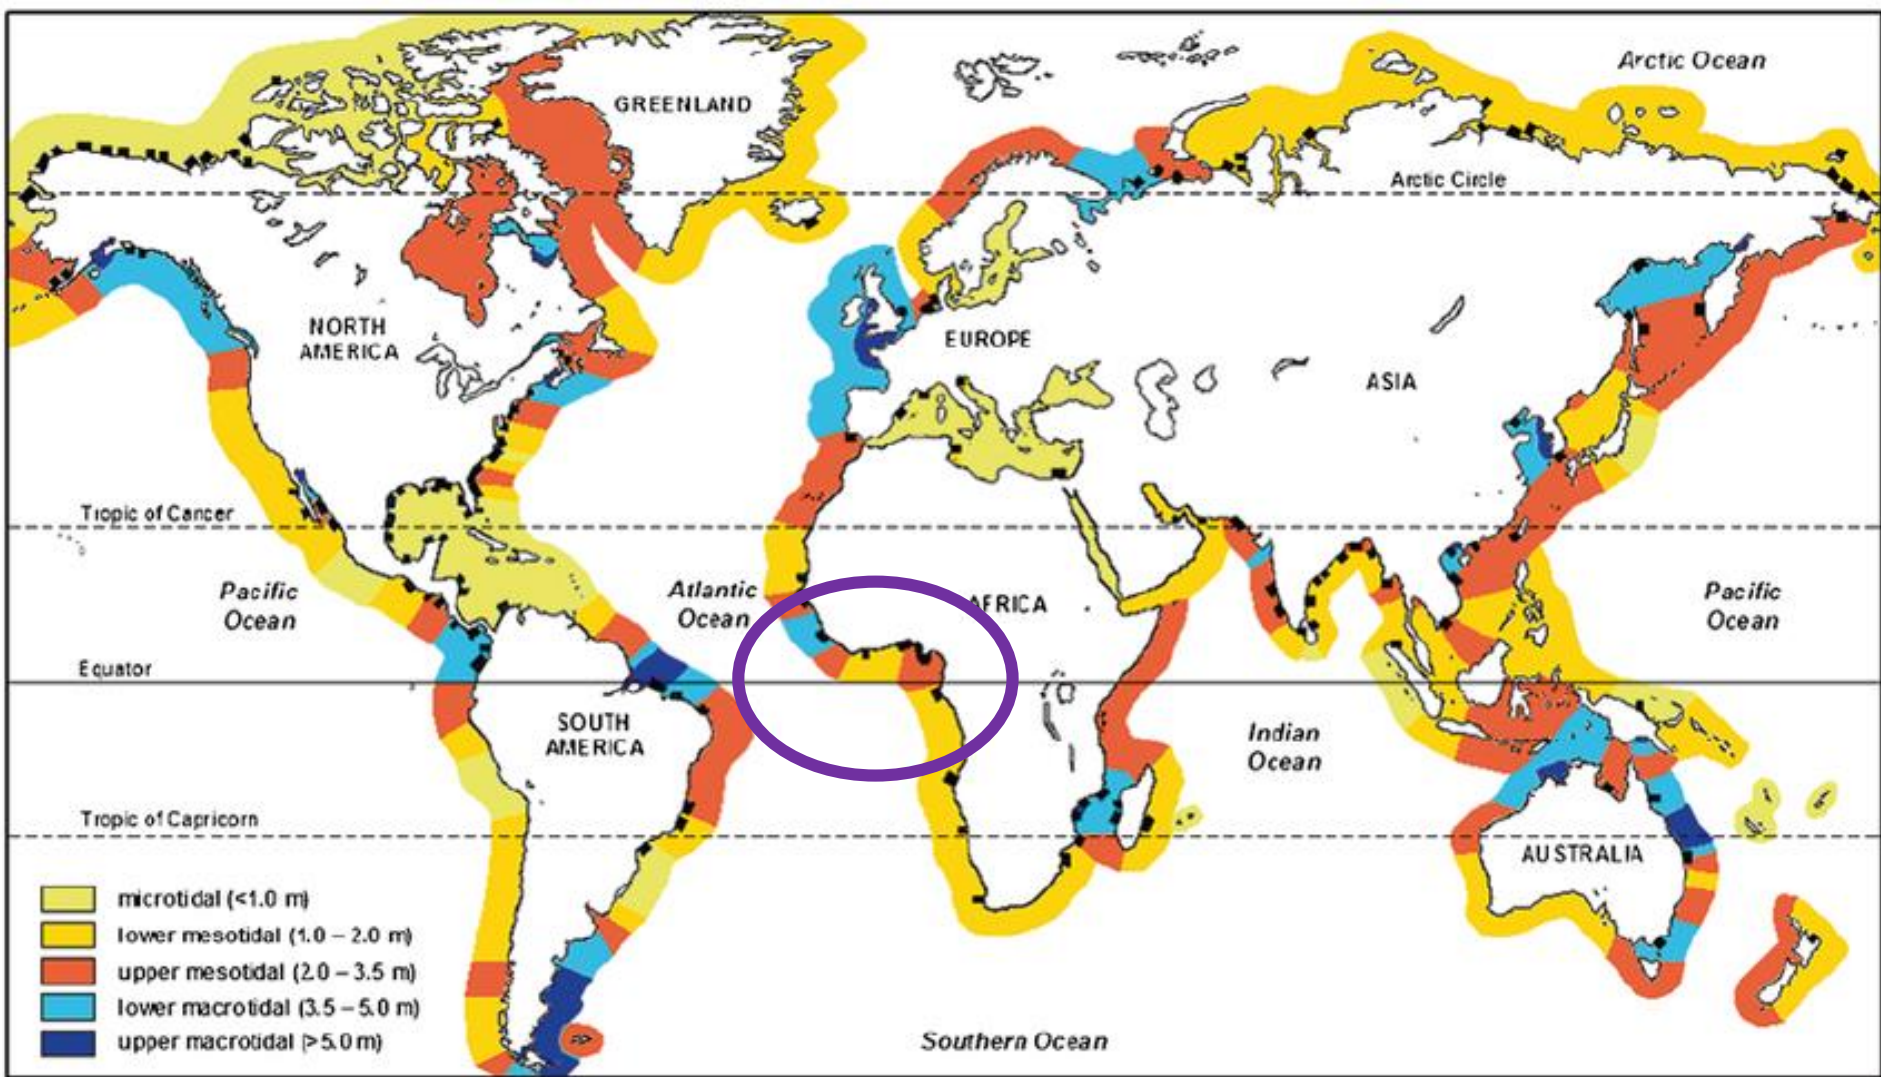 Arctic Ocean
GREENLAND
Arctic Circle
NORTH
AMERICA
EUROPE
ASIA
Tropic of Cancer
Pacific
Ocean
Atlantic
Ocean
AFRICA
Pacific
Ocean
Equator
SOUTH
AMERICA
Indian
Ocean
Tropic of Capricorn
AUSTRALIA
microtidal (<1.0 m)
lower mesotidal (1.0 – 2.0 m)
upper mesotidal (2.0 – 3.5 m)
lower macrotidal (3.5 – 5.0 m)
upper macrotidal (>5.0 m)
Southern Ocean